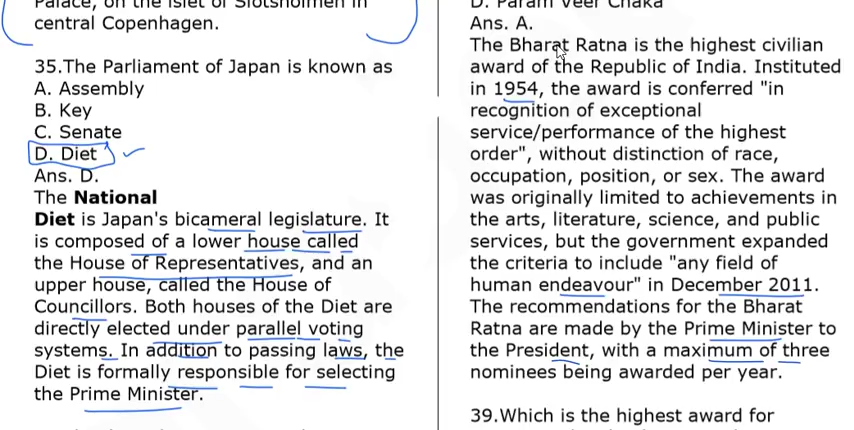 Palace, on the islet of Slotsholmen in
central Copenhagen.
35.The Parliament of Japan is known as
A. Assembly
B. Key
C. Senate
D. Diet
Ans. D.
The National
Diet is Japan's bicameral legislature. It
is composed of a lower house called
the House of Representatives, and an
upper house, called the House of
Councillors. Both houses of the Diet are
directly elected under parallel voting
systems. In addition to passing laws, the
Diet is formally responsible for selecting
the Prime Minister.
D. Param Veer Chaka
Ans. A.
The Bharat Ratna is the highest civilian
award of the Republic of India. Instituted
in 1954, the award is conferred "in
recognition of exceptional
service/performance of the highest
order", without distinction of race,
occupation, position, or sex. The award
was originally limited to achievements in
the arts, literature, science, and public
services, but the government expanded
the criteria to include "any field of
human endeavour" in December 2011.
The recommendations for the Bharat
Ratna are made by the Prime Minister to
the President, with a maximum of three
nominees being awarded per year.
39.Which is the highest award for